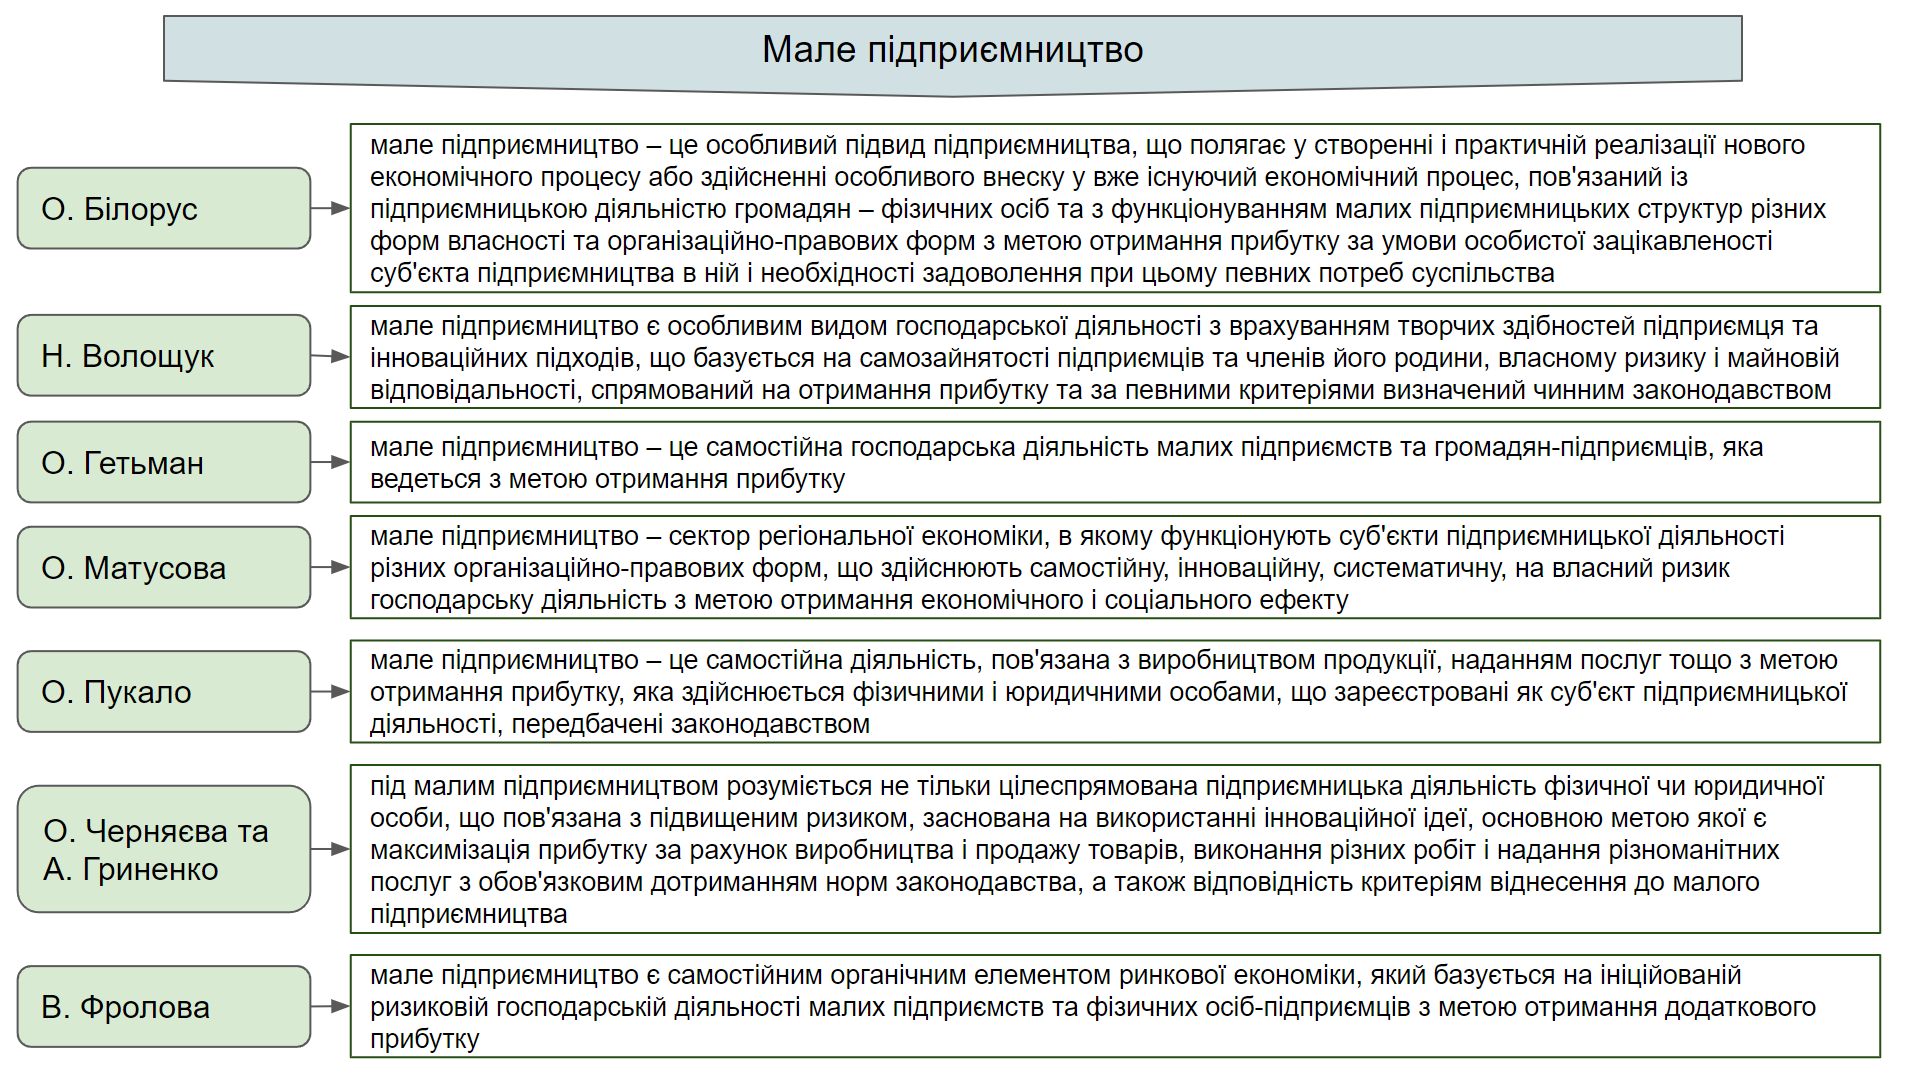 Мале підприємництво
О. Білорус
мале підприємництво – це особливий підвид підприємництва, що полягає у створенні і практичній реалізації нового
економічного процесу або здійсненні особливого внеску у вже існуючий економічний процес, пов'язаний із
підприємницькою діяльністю громадян – фізичних осіб та з функціонуванням малих підприємницьких структур різних
форм власності та організаційно-правових форм з метою отримання прибутку за умови особистої зацікавленості
суб'єкта підприємництва в ній і необхідності задоволення при цьому певних потреб суспільства
Н. Волощук
мале підприємництво є особливим видом господарської діяльності з врахуванням творчих здібностей підприємця та
інноваційних підходів, що базується на самозайнятості підприємців та членів його родини, власному ризику і майновій
відповідальності, спрямований на отримання прибутку та за певними критеріями визначений чинним законодавством
О. Гетьман
мале підприємництво – це самостійна господарська діяльність малих підприємств та громадян-підприємців, яка
ведеться з метою отримання прибутку
О. Матусова
мале підприємництво – сектор регіональної економіки, в якому функціонують суб'єкти підприємницької діяльності
різних організаційно-правових форм, що здійснюють самостійну, інноваційну, систематичну, на власний ризик
господарську діяльність з метою отримання економічного і соціального ефекту
О. Пукало
мале підприємництво – це самостійна діяльність, пов'язана з виробництвом продукції, наданням послуг тощо з метою
отримання прибутку, яка здійснюється фізичними і юридичними особами, що зареєстровані як суб'єкт підприємницької
діяльності, передбачені законодавством
О. Черняєва та
А. Гриненко
під малим підприємництвом розуміється не тільки цілеспрямована підприємницька діяльність фізичної чи юридичної
особи, що пов'язана з підвищеним ризиком, заснована на використанні інноваційної ідеї, основною метою якої є
максимізація прибутку за рахунок виробництва і продажу товарів, виконання різних робіт і надання різноманітних
послуг з обов'язковим дотриманням норм законодавства, а також відповідність критеріям віднесення до малого
підприємництва
В. Фролова
мале підприємництво є самостійним органічним елементом ринкової економіки, який базується на ініційованій
ризиковій господарській діяльності малих підприємств та фізичних осіб-підприємців з метою отримання додаткового
прибутку